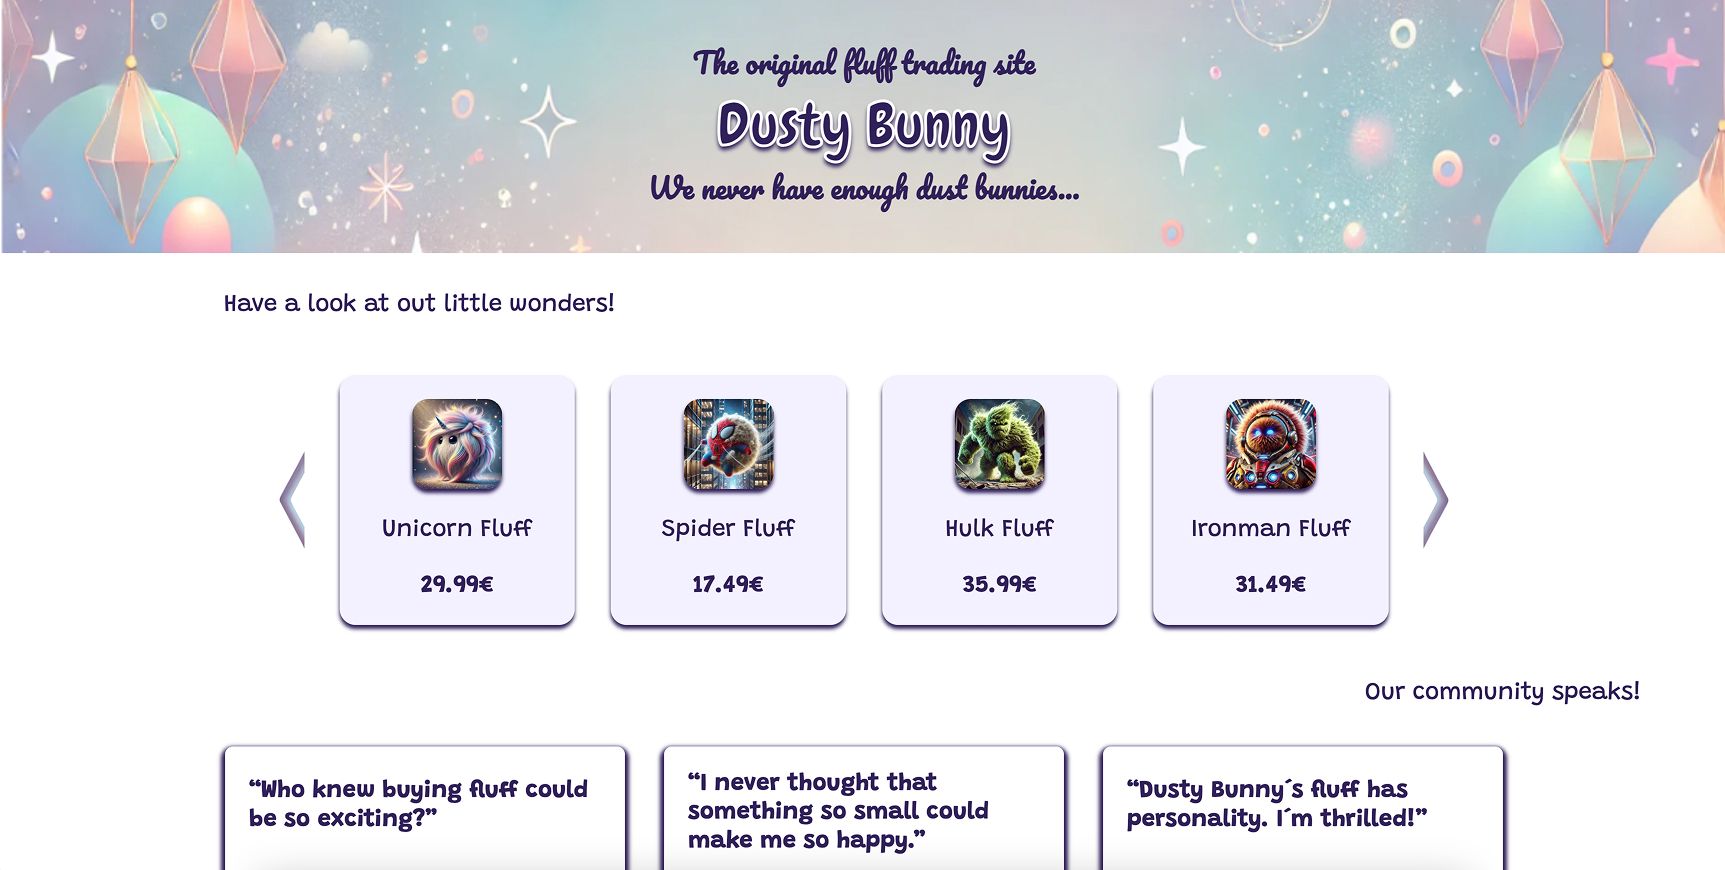 The original fluff trading site
Dusty Bunny
We never have enough dust bunnies...
Have a look at out little wonders!
Unicorn Fluff
29.99€
Spider Fluff
17.49€
Hulk Fluff
35.99€
Ironman Fluff
31.49€
Our community speaks!
“Who knew buying fluff could
be so exciting?”
“I never thought that
something so small could
make me so happy.”
“Dusty Bunny´s fluff has
personality. I´m thrilled!”